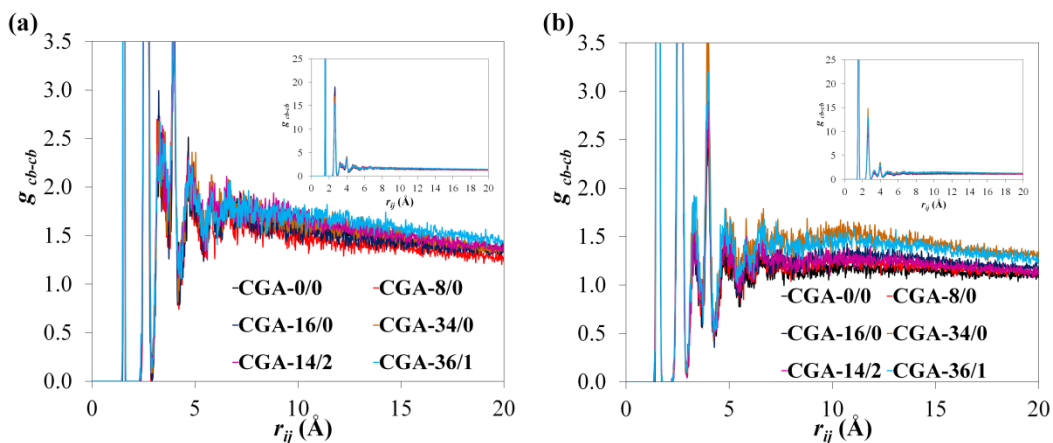 (a)
3.5
3.0
2.5
2.0
1.5
1.0
0.5
0.0
g cb-cb
0 5 10 15 20
r ij (Å)
25
20
15
10
5
0
g cb-cb
0 2 4 6 8 10 12 14 16 18 20
r ij (Å)
CGA-0/0 CGA-8/0
CGA-16/0 CGA-34/0
CGA-14/2 CGA-36/1
(b)
3.5
3.0
2.5
2.0
1.5
1.0
0.5
0.0
g cb-cb
0 5 10 15 20
r ij (Å)
25
20
15
10
5
0
g cb-cb
0 2 4 6 8 10 12 14 16 18 20
r ij (Å)
CGA-0/0 CGA-8/0
CGA-16/0 CGA-34/0
CGA-14/2 CGA-36/1